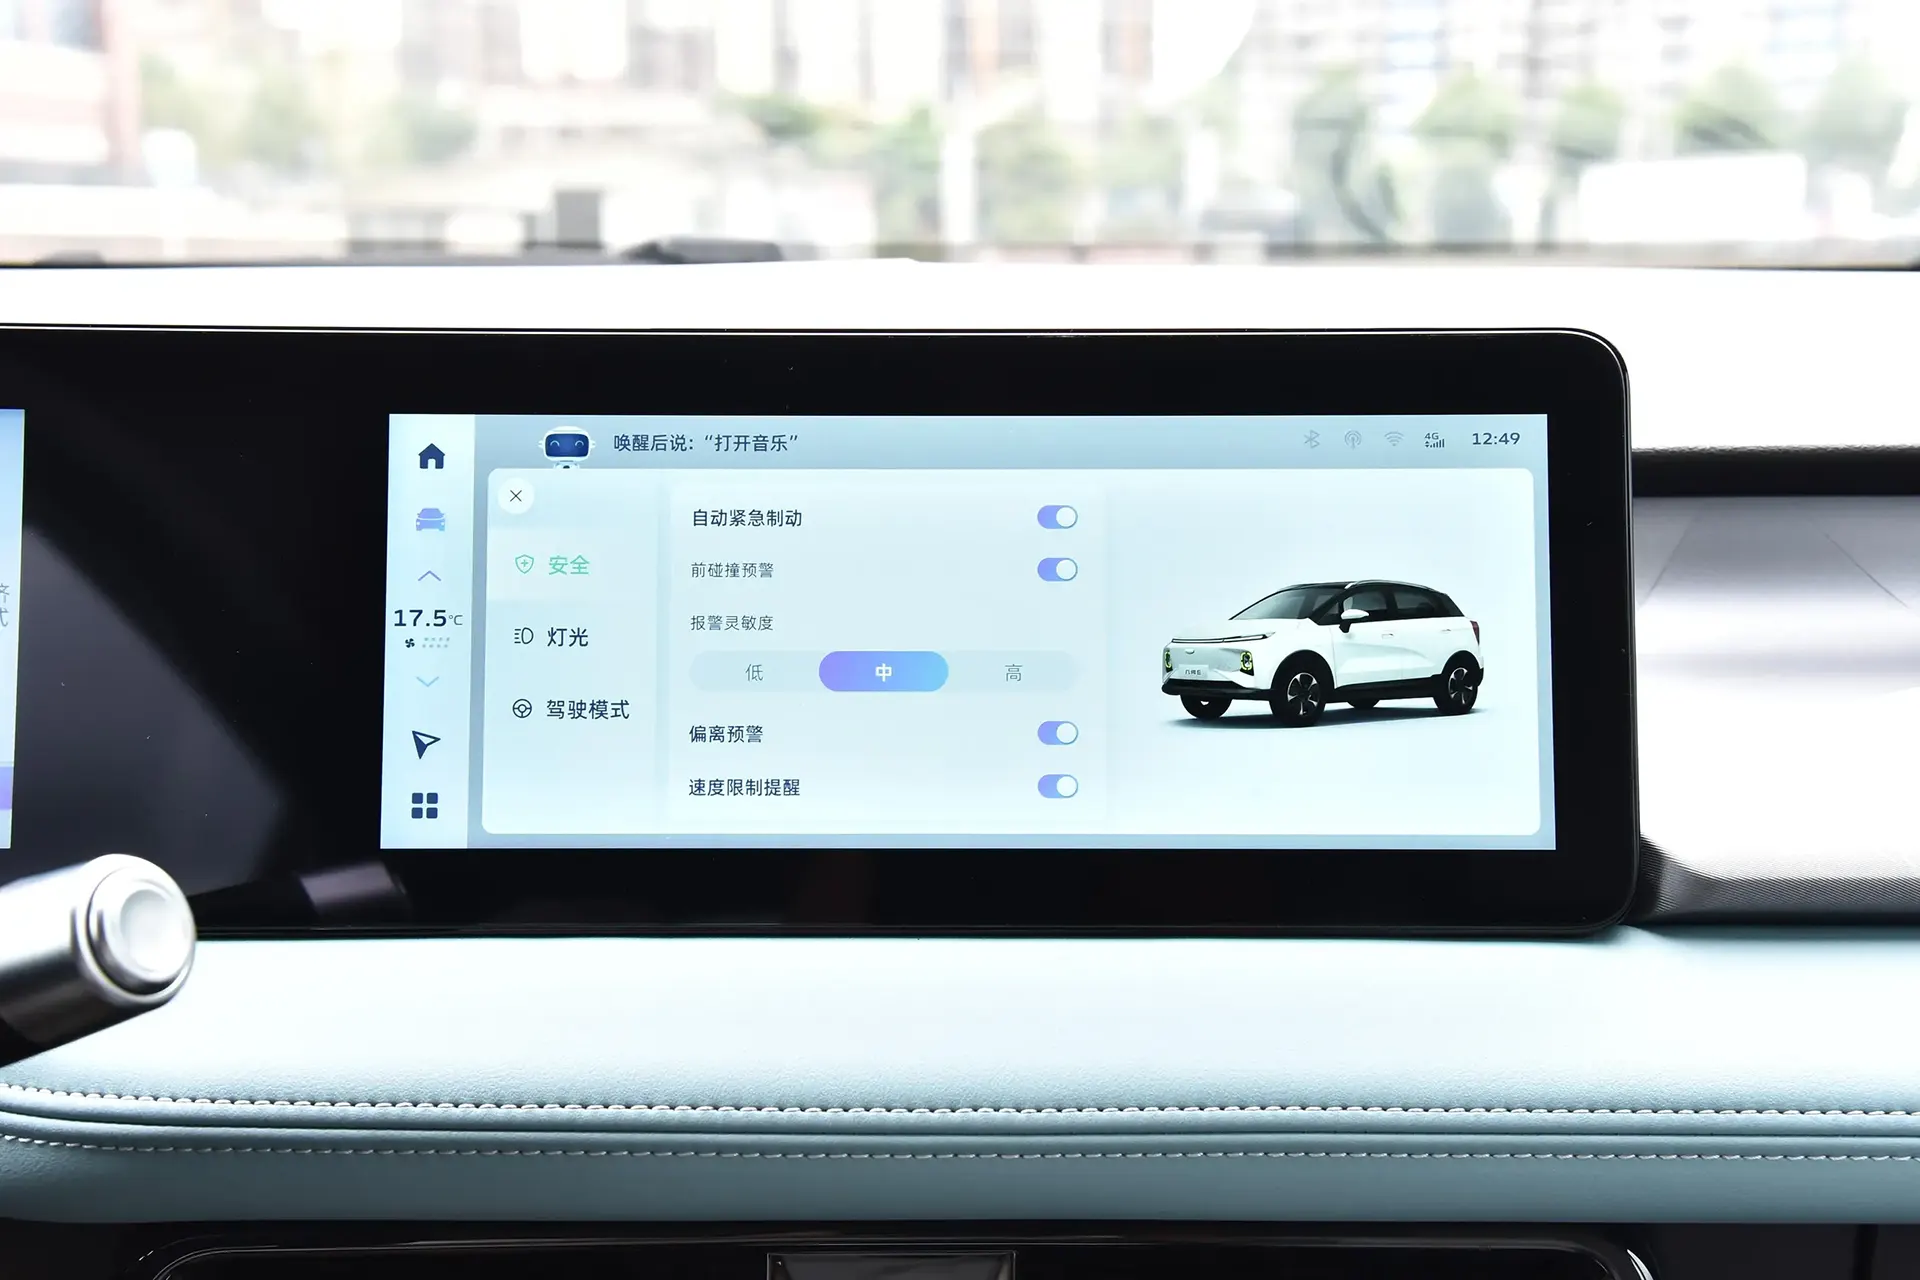 唤醒后说：“打开音乐”
4G
12:49
17.5℃
安全
灯光
驾驶模式
自动紧急制动
前碰撞预警
报警灵敏度
低 中 高
偏离预警
速度限制提醒